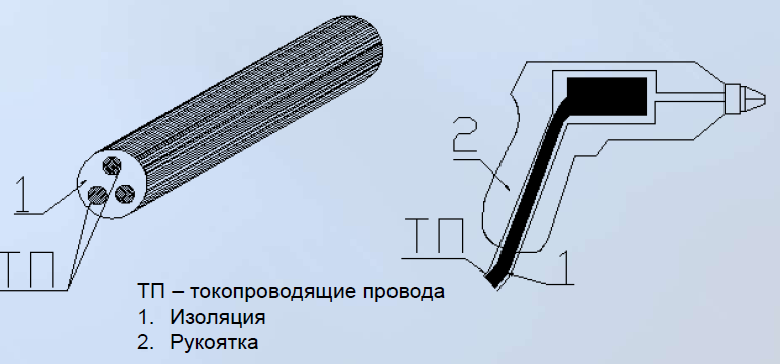 2
1
ТП
ТП
1
ТП – токопроводящие провода
1. Изоляция
2. Рукоятка